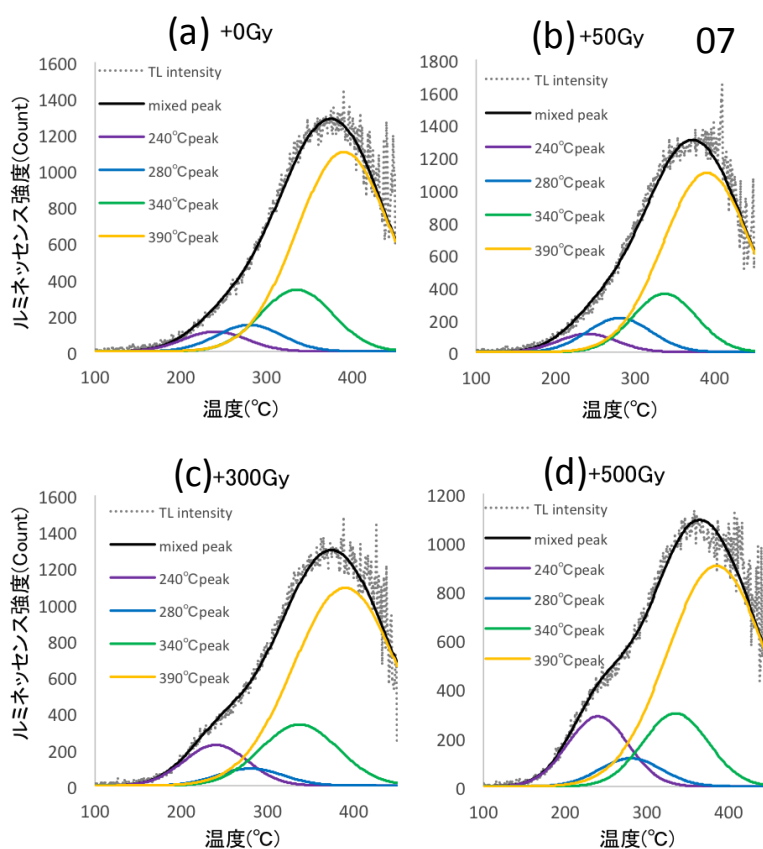 (a) +0Gy
(b) +50Gy
07
ルミネッセンス強度(Count)
1600
1400
1200
1000
800
600
400
200
0
TL intensity
mixed peak
240℃peak
280℃peak
340℃peak
390℃peak
100 200 300 400
温度(℃)
1800
1600
1400
1200
1000
800
600
400
200
0
TL intensity
mixed peak
240℃peak
280℃peak
340℃peak
390℃peak
100 200 300 400
温度(℃)
(c) +300Gy
(d) +500Gy
ルミネッセンス強度(Count)
1600
1400
1200
1000
800
600
400
200
0
TL intensity
mixed peak
240℃peak
280℃peak
340℃peak
390℃peak
100 200 300 400
温度(℃)
1200
1000
800
600
400
200
0
TL intensity
mixed peak
240℃peak
280℃peak
340℃peak
390℃peak
100 200 300 400
温度(℃)